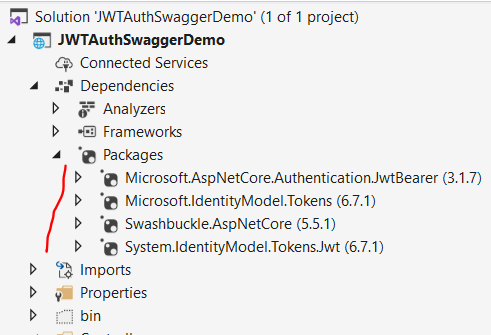 Solution 'JWTAuthSwaggerDemo' (1 of 1 project)
JWTAuthSwaggerDemo
Connected Services
Dependencies
Analyzers
Frameworks
Packages
Microsoft.AspNetCore.Authentication.JwtBearer (3.1.7)
Microsoft.IdentityModel.Tokens (6.7.1)
Swashbuckle.AspNetCore (5.5.1)
System.IdentityModel.Tokens.Jwt (6.7.1)
Imports
Properties
bin